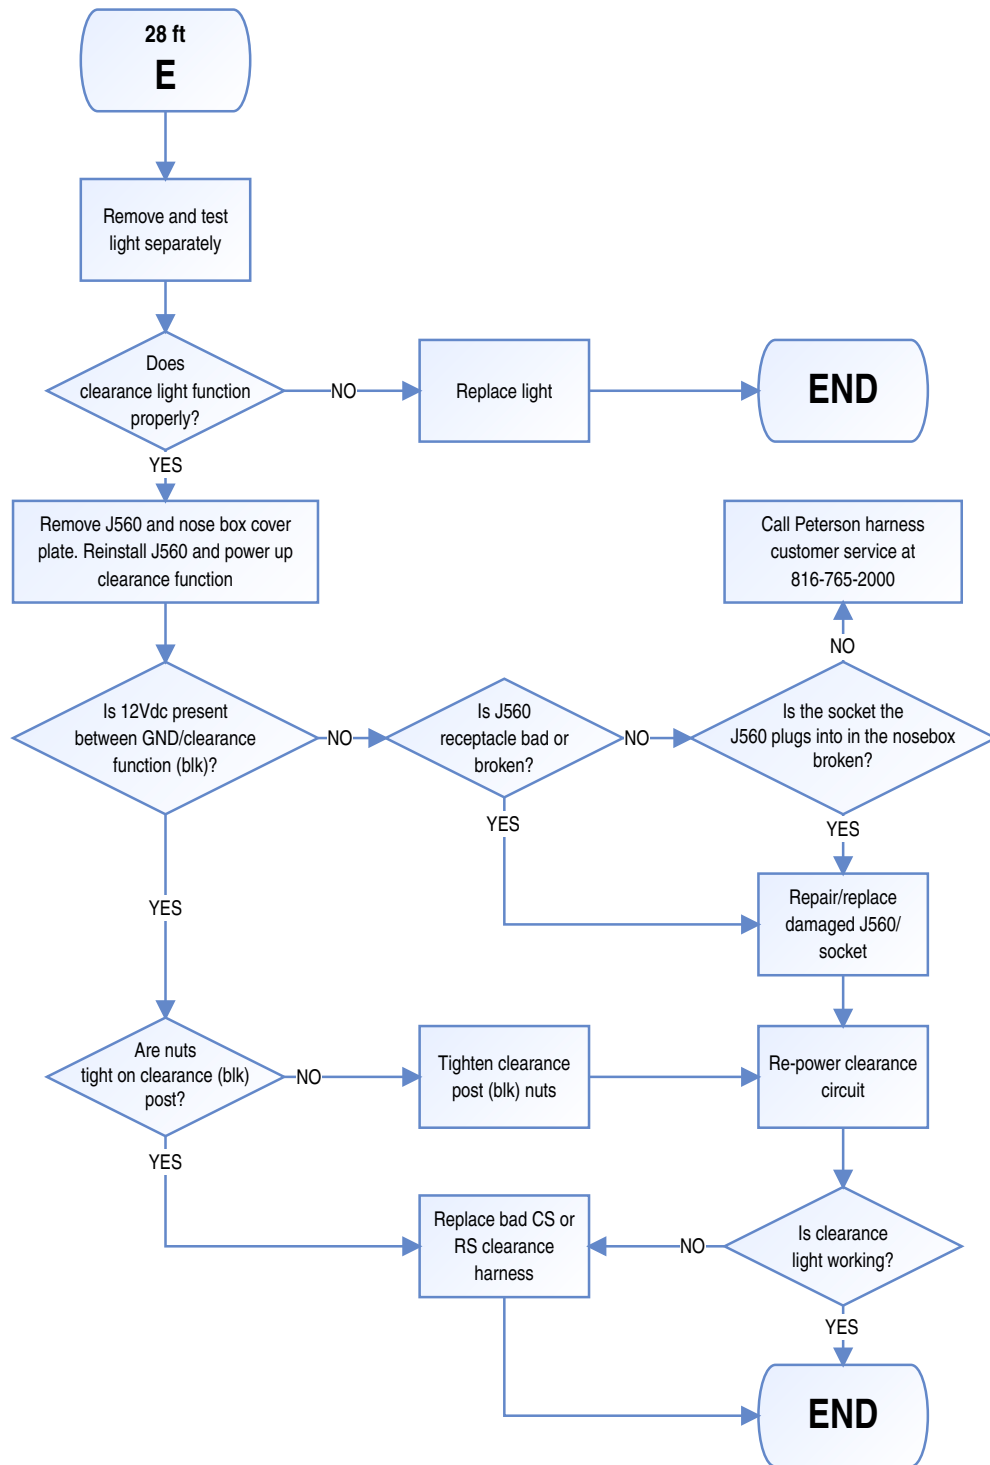 28 ft
E
Remove and test
light separately
Does
clearance light function
properly?
NO
Replace light
END
YES
Remove J560 and nose box cover
plate. Reinstall J560 and power up
clearance function
Call Peterson harness
customer service at
816-765-2000
NO
Is 12Vdc present
between GND/clearance
function (blk)?
NO
Is J560
receptacle bad or
broken?
NO
Is the socket the
J560 plugs into in the nosebox
broken?
YES
YES
Repair/replace
damaged J560/
socket
YES
Are nuts
tight on clearance (blk)
post?
NO
Tighten clearance
post (blk) nuts
Re-power clearance
circuit
YES
Replace bad CS or
RS clearance
harness
NO
Is clearance
light working?
YES
END